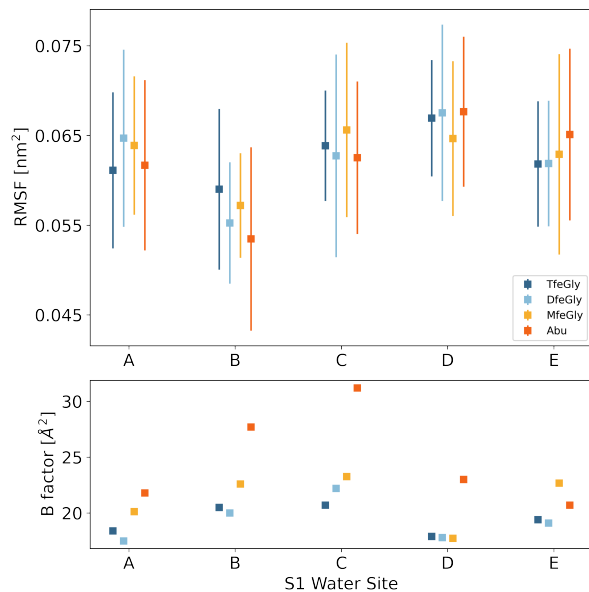 RMSF [nm²]
0.075
0.065
0.055
0.045
TfeGly
DfeGly
MfeGly
Abu
A B C D E
B factor [Å²]
30
25
20
A B C D E
S1 Water Site